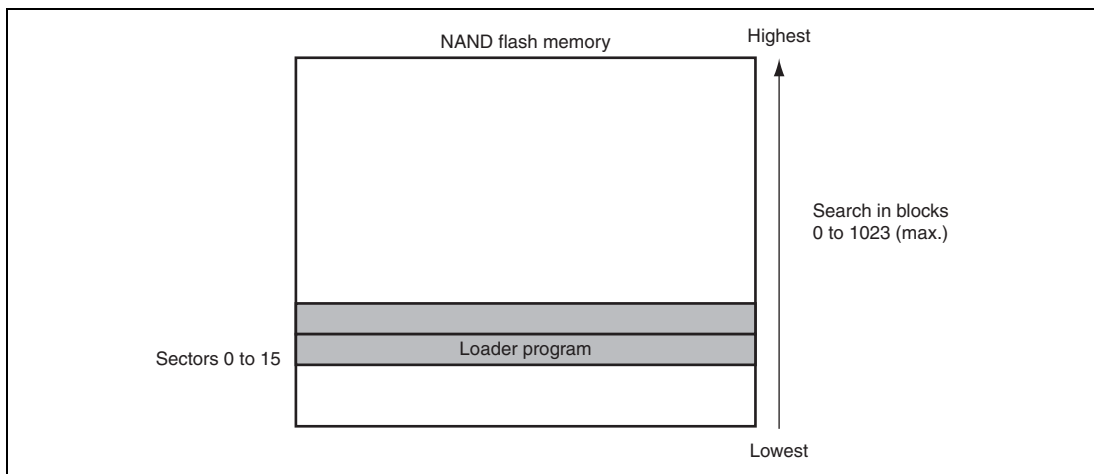 NAND flash memory
Highest
Search in blocks
0 to 1023 (max.)
Loader program
Sectors 0 to 15
Lowest